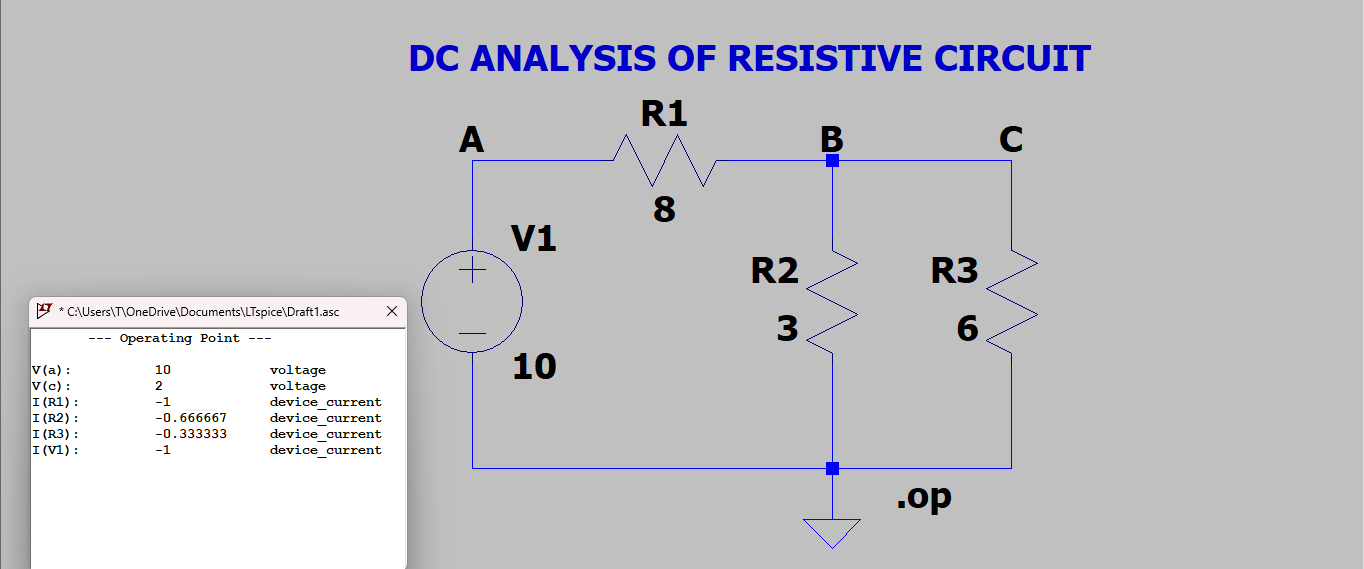 DC ANALYSIS OF RESISTIVE CIRCUIT
R1
A
B
C
8
V1
R2
R3
3
6
10
.op
* C:\Users\T\OneDrive\Documents\LTspice\Draft1.asc
--- Operating Point ---
V(a): 10 voltage
V(c): 2 voltage
I(R1): -1 device_current
I(R2): -0.666667 device_current
I(R3): -0.333333 device_current
I(V1): -1 device_current